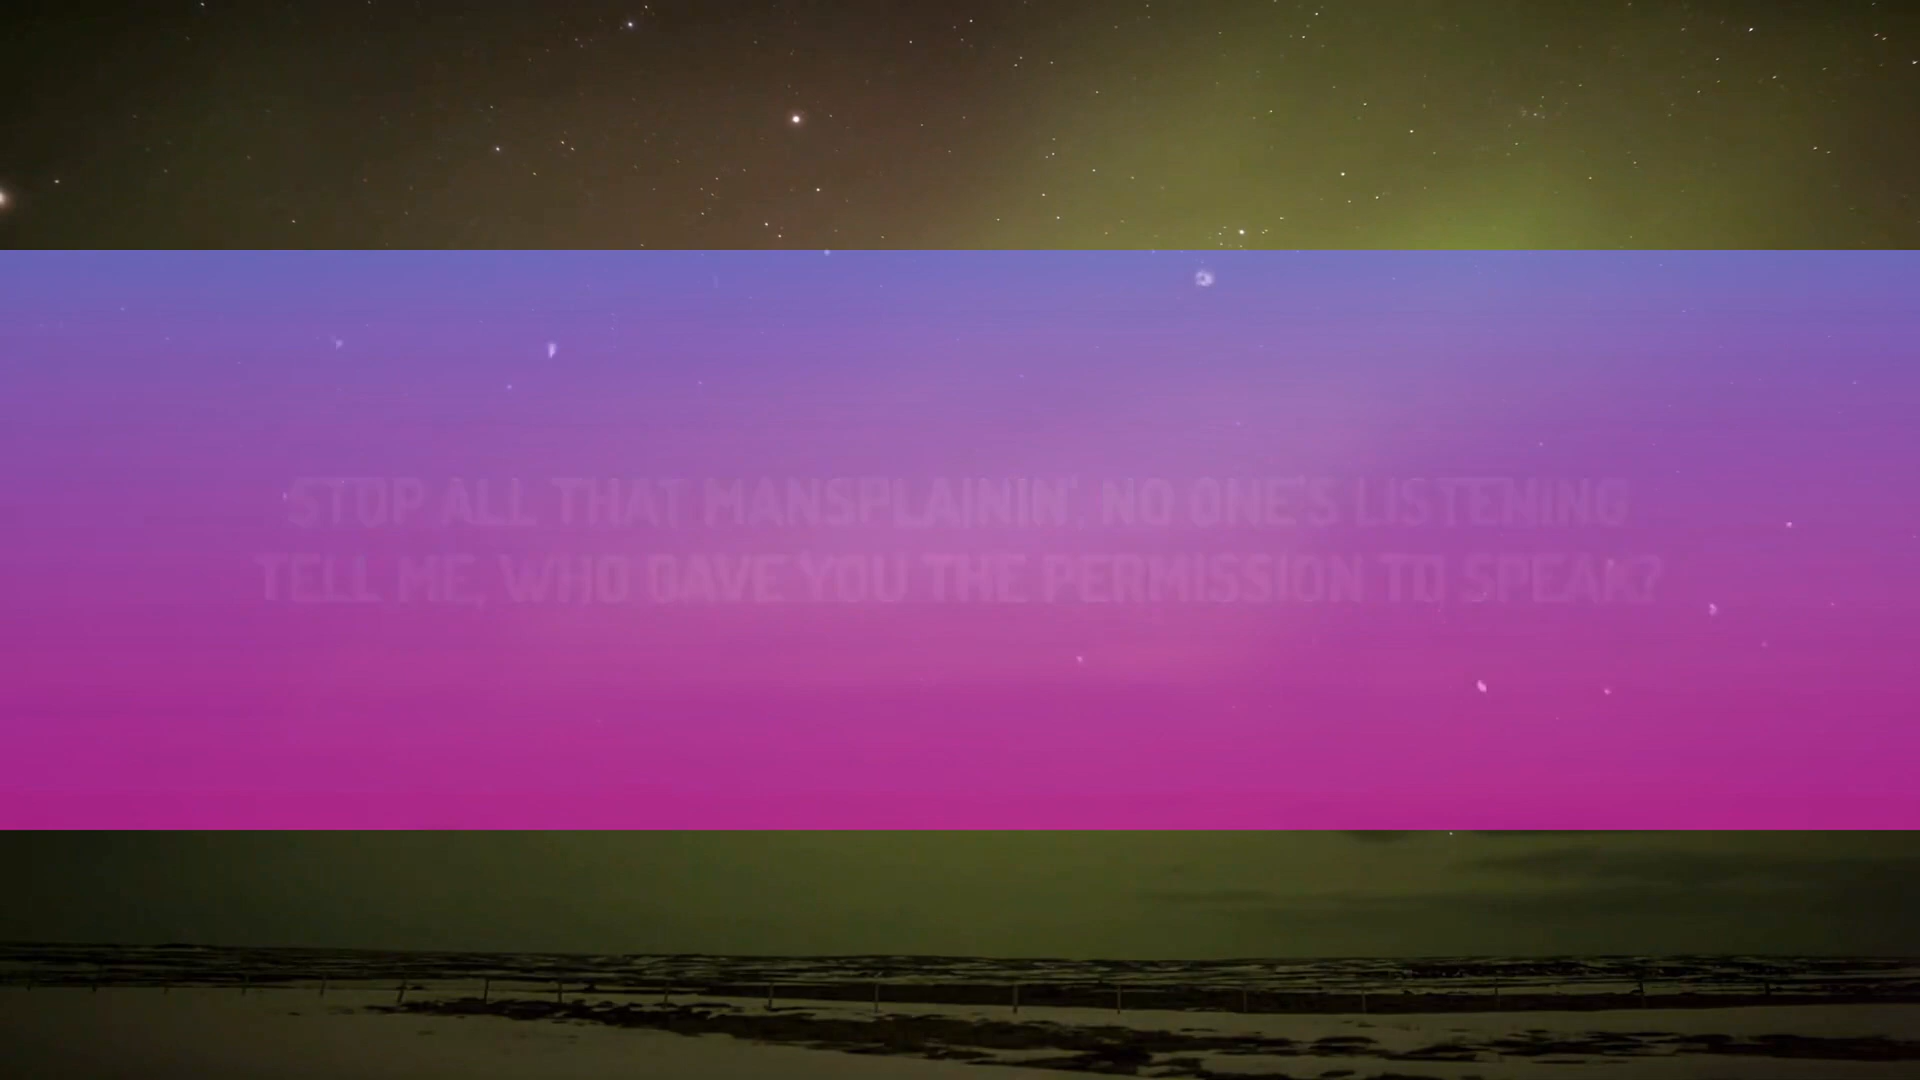 STOP ALL THAT MANSPLAININ', NO ONE'S LISTENING
TELL ME, WHO GAVE YOU THE PERMISSION TO SPEAK?